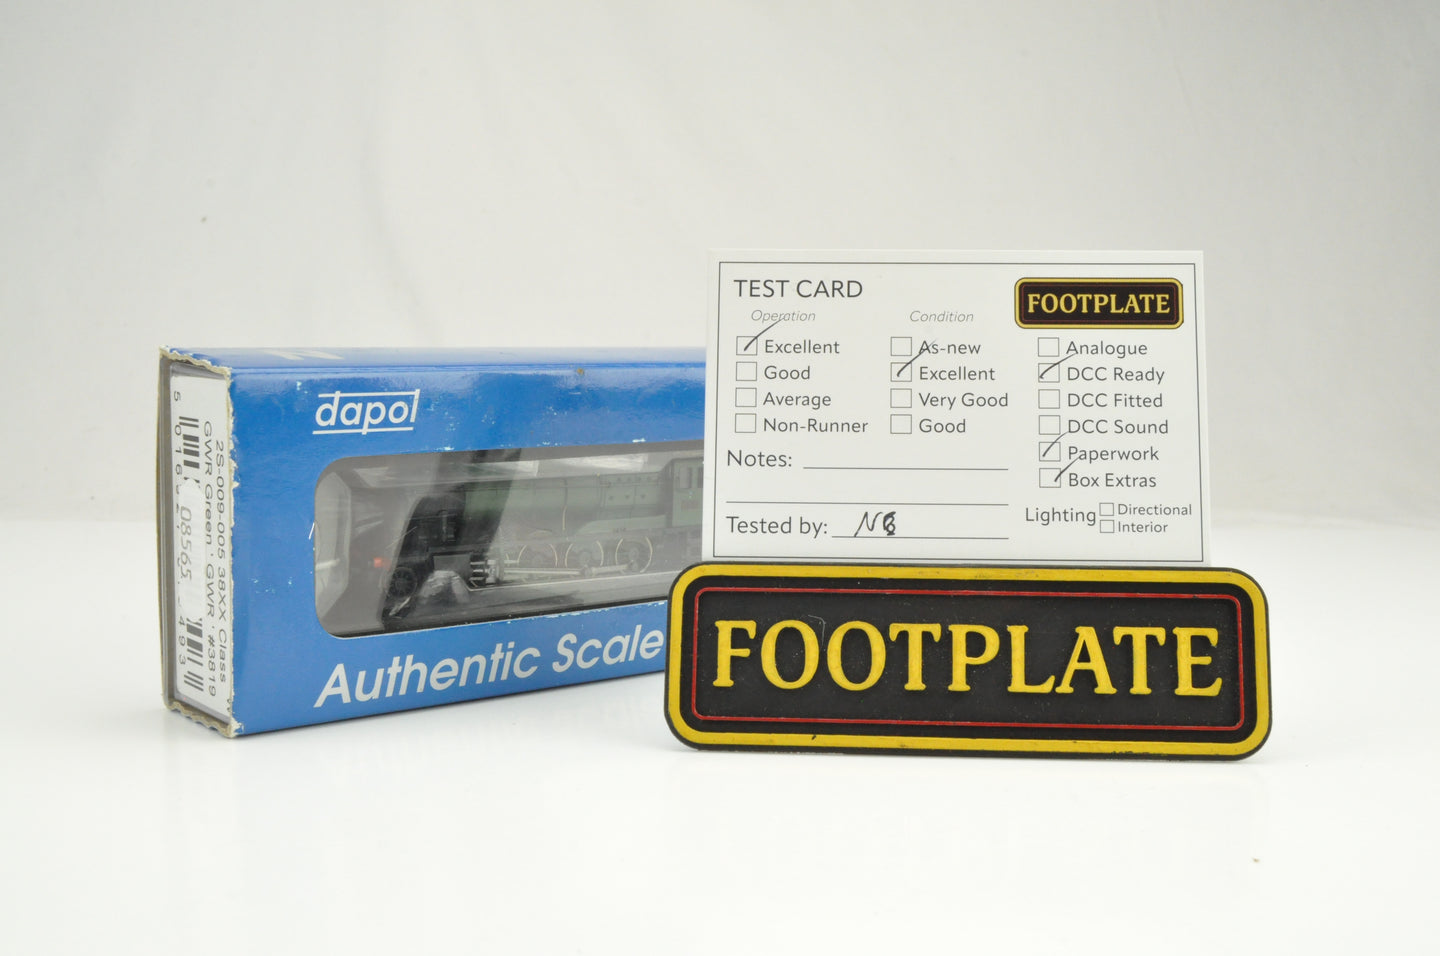 TEST CARD
FOOTPLATE
Operation
Condition
Excellent
As-new
Analogue
Good
Excellent
DCC Ready
Average
Very Good
DCC Fitted
Non-Runner
Good
DCC Sound
Paperwork
Notes:
Box Extras
Lighting
Directional
Interior
Tested by: NB
dapol
Authentic Scale
2S-009-005 38XX Class
GWR Green ' GWR ' #3819
08565
FOOTPLATE